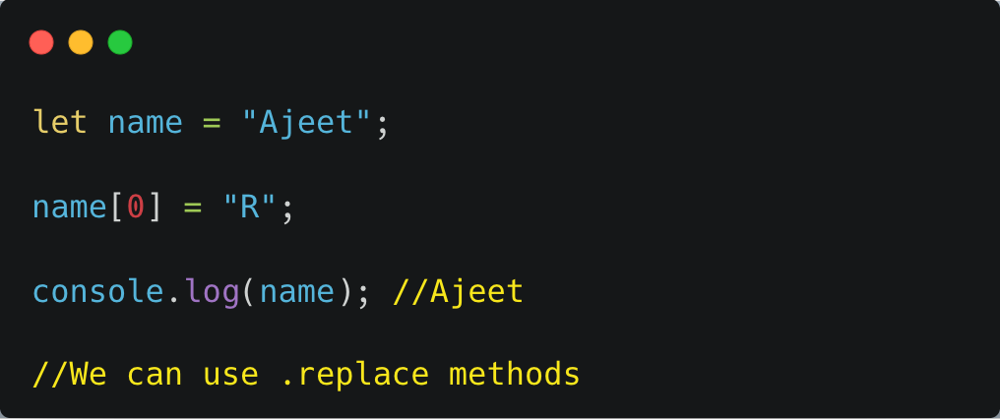 let name = "Ajeet";
name[0] = "R";
console.log(name); //Ajeet
//We can use .replace methods